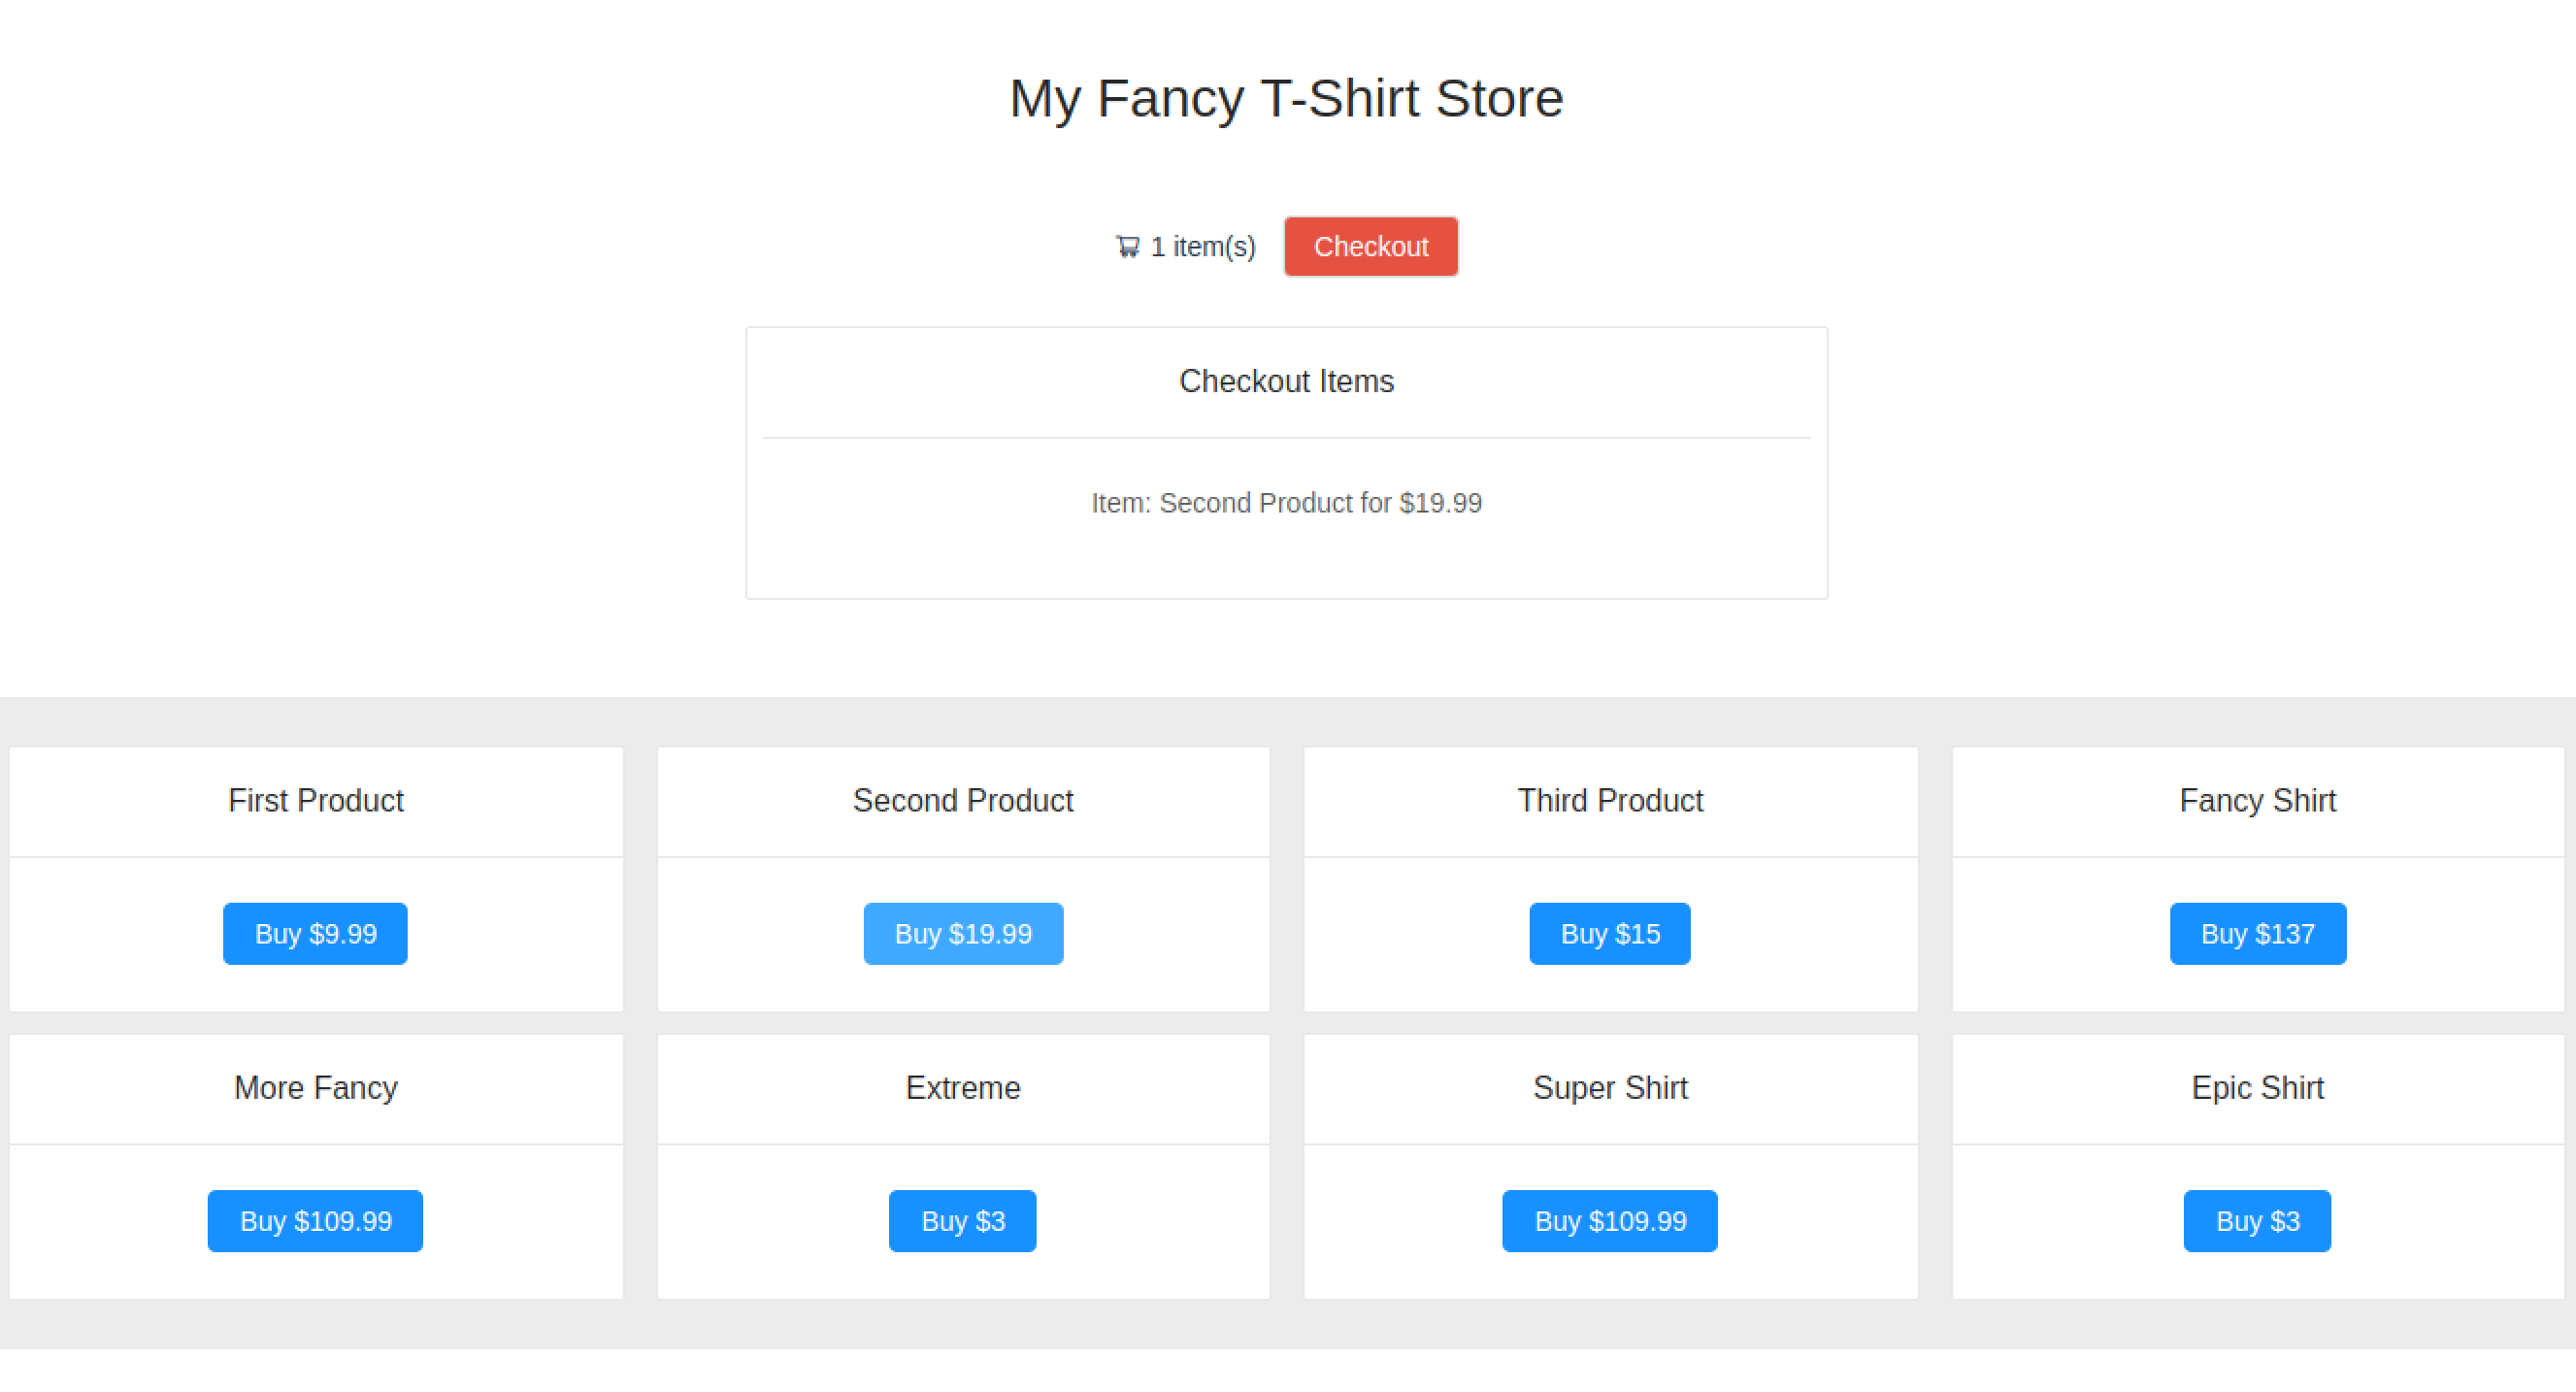 My Fancy T-Shirt Store
1 item(s) Checkout
Checkout Items
Item: Second Product for $19.99
First Product
Buy $9.99
Second Product
Buy $19.99
Third Product
Buy $15
Fancy Shirt
Buy $137
More Fancy
Buy $109.99
Extreme
Buy $3
Super Shirt
Buy $109.99
Epic Shirt
Buy $3